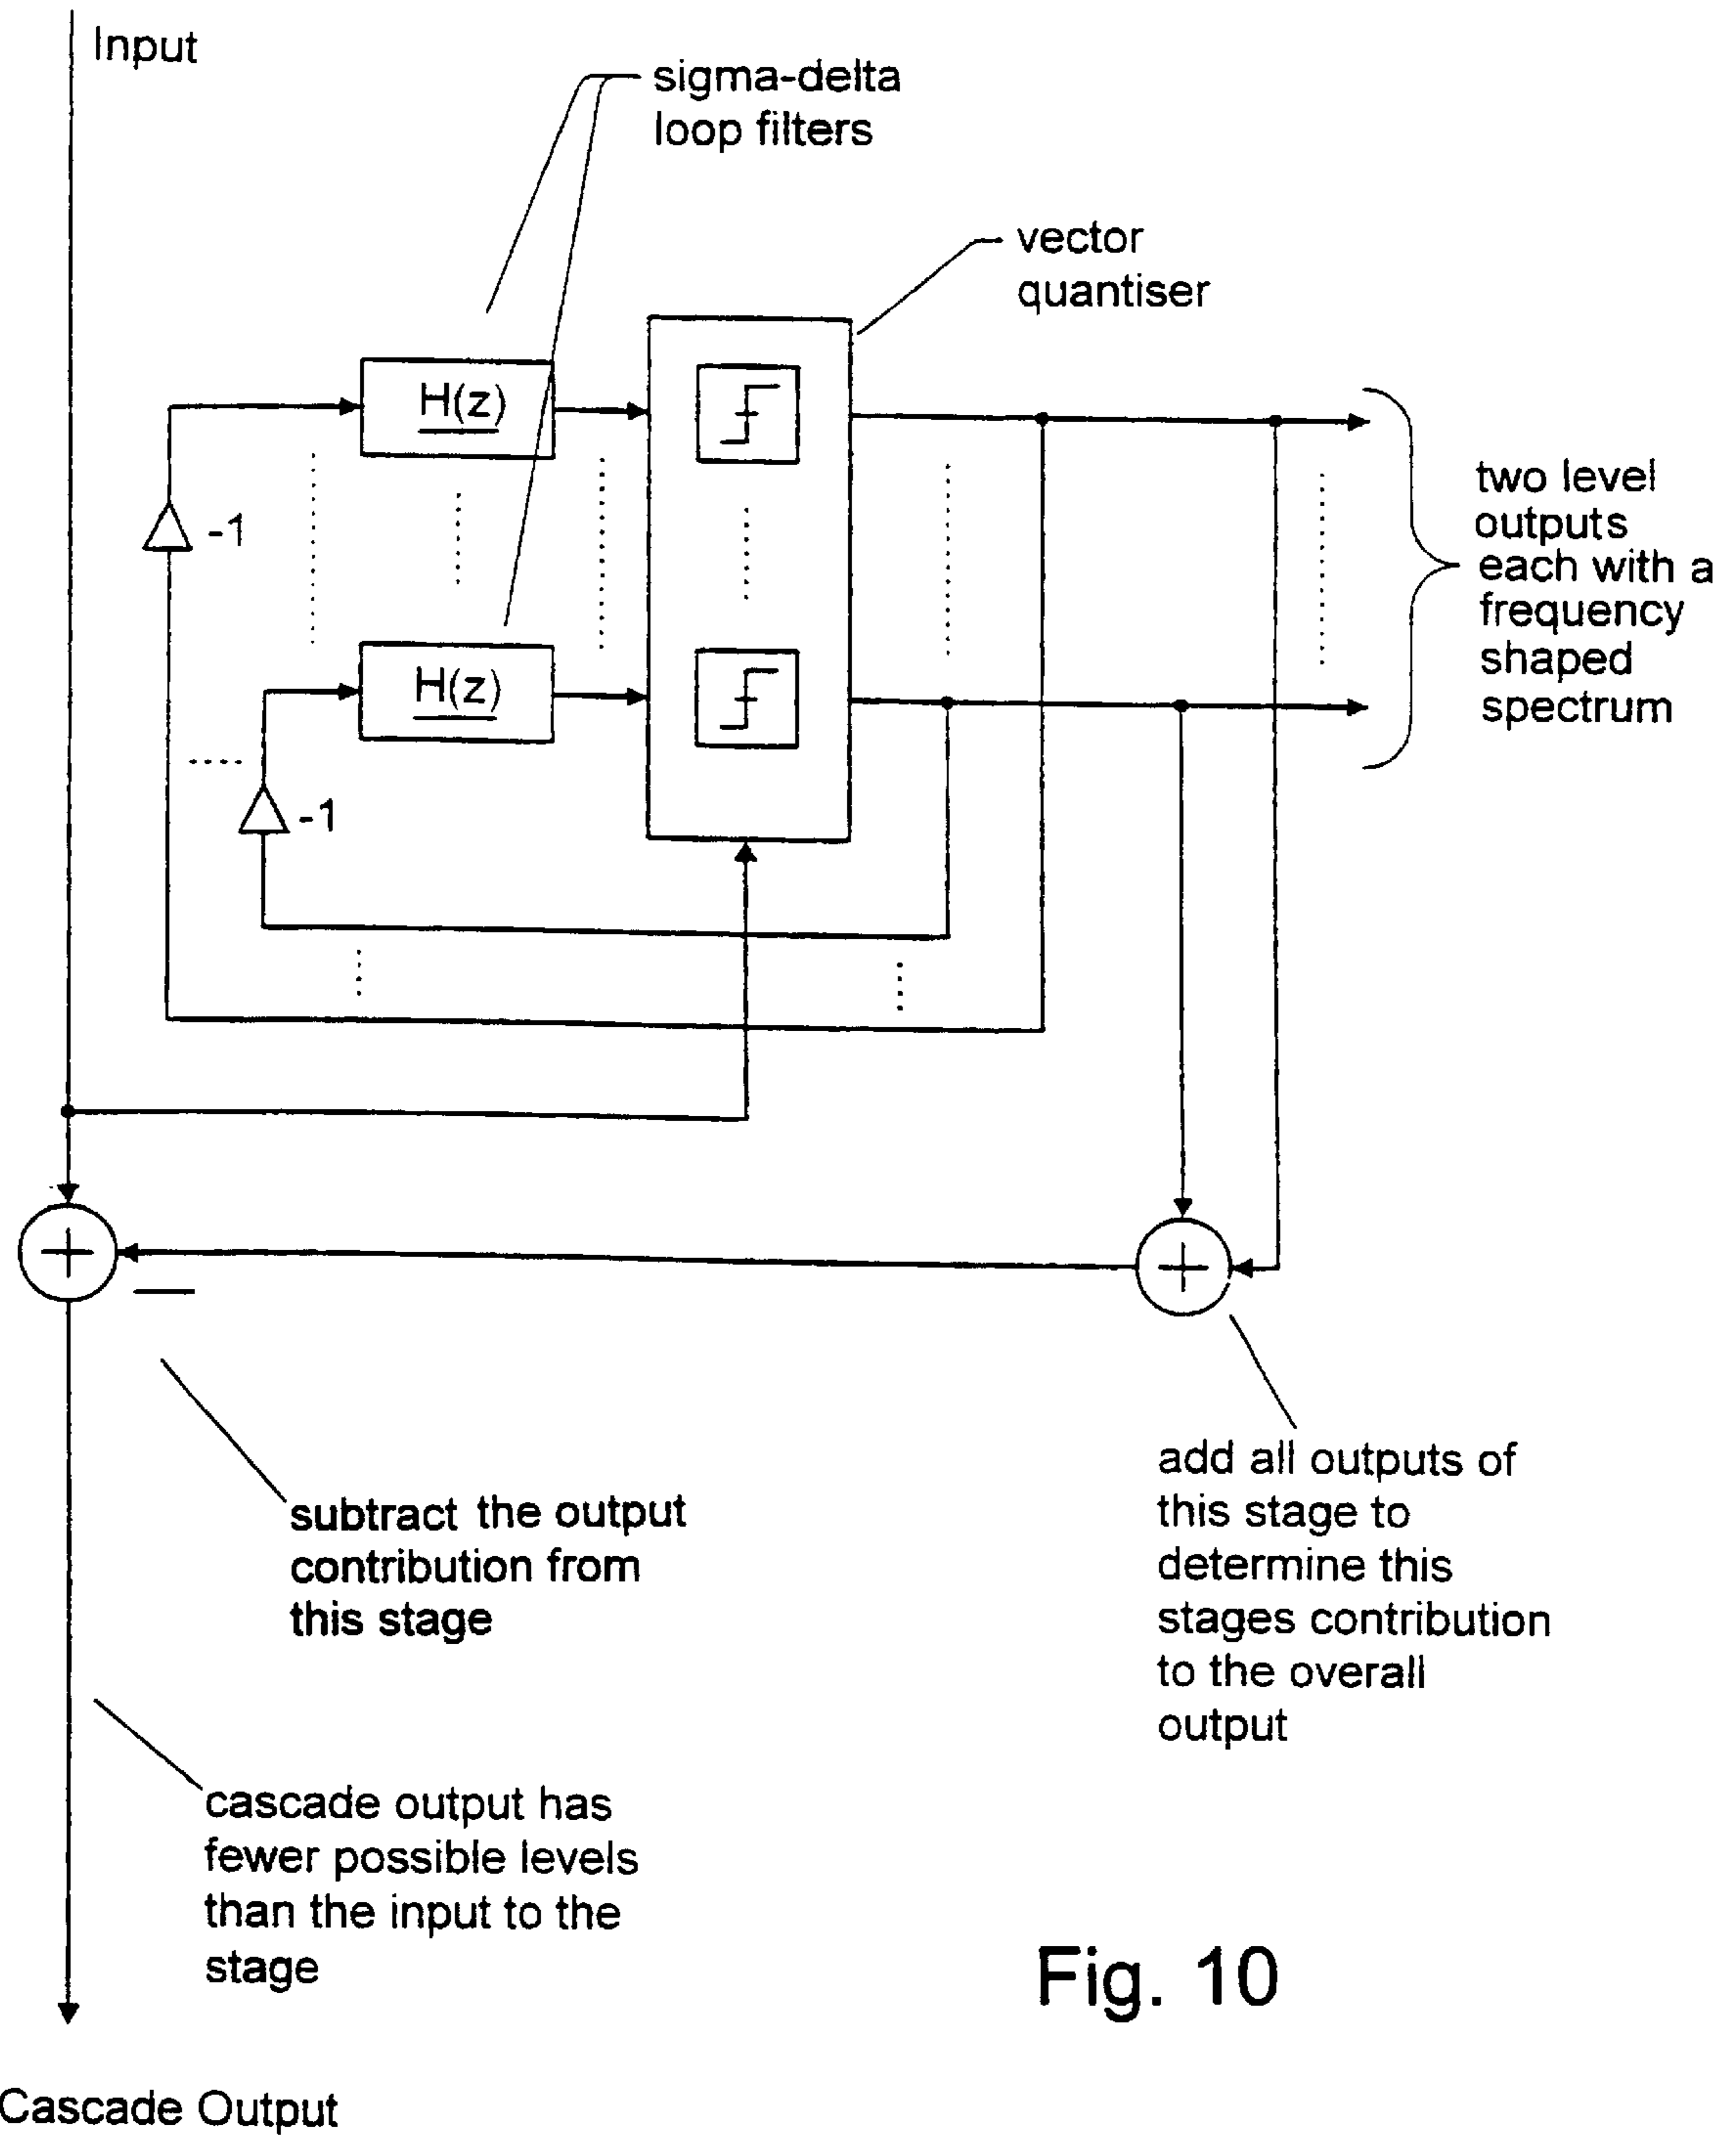 Input
sigma-delta
loop filters
vector
quantiser
H(z)
-1
H(z)
-1
two level
outputs
each with a
frequency
shaped
spectrum
subtract the output
contribution from
this stage
add all outputs of
this stage to
determine this
stages contribution
to the overall
output
cascade output has
fewer possible levels
than the input to the
stage
Fig. 10
Cascade Output